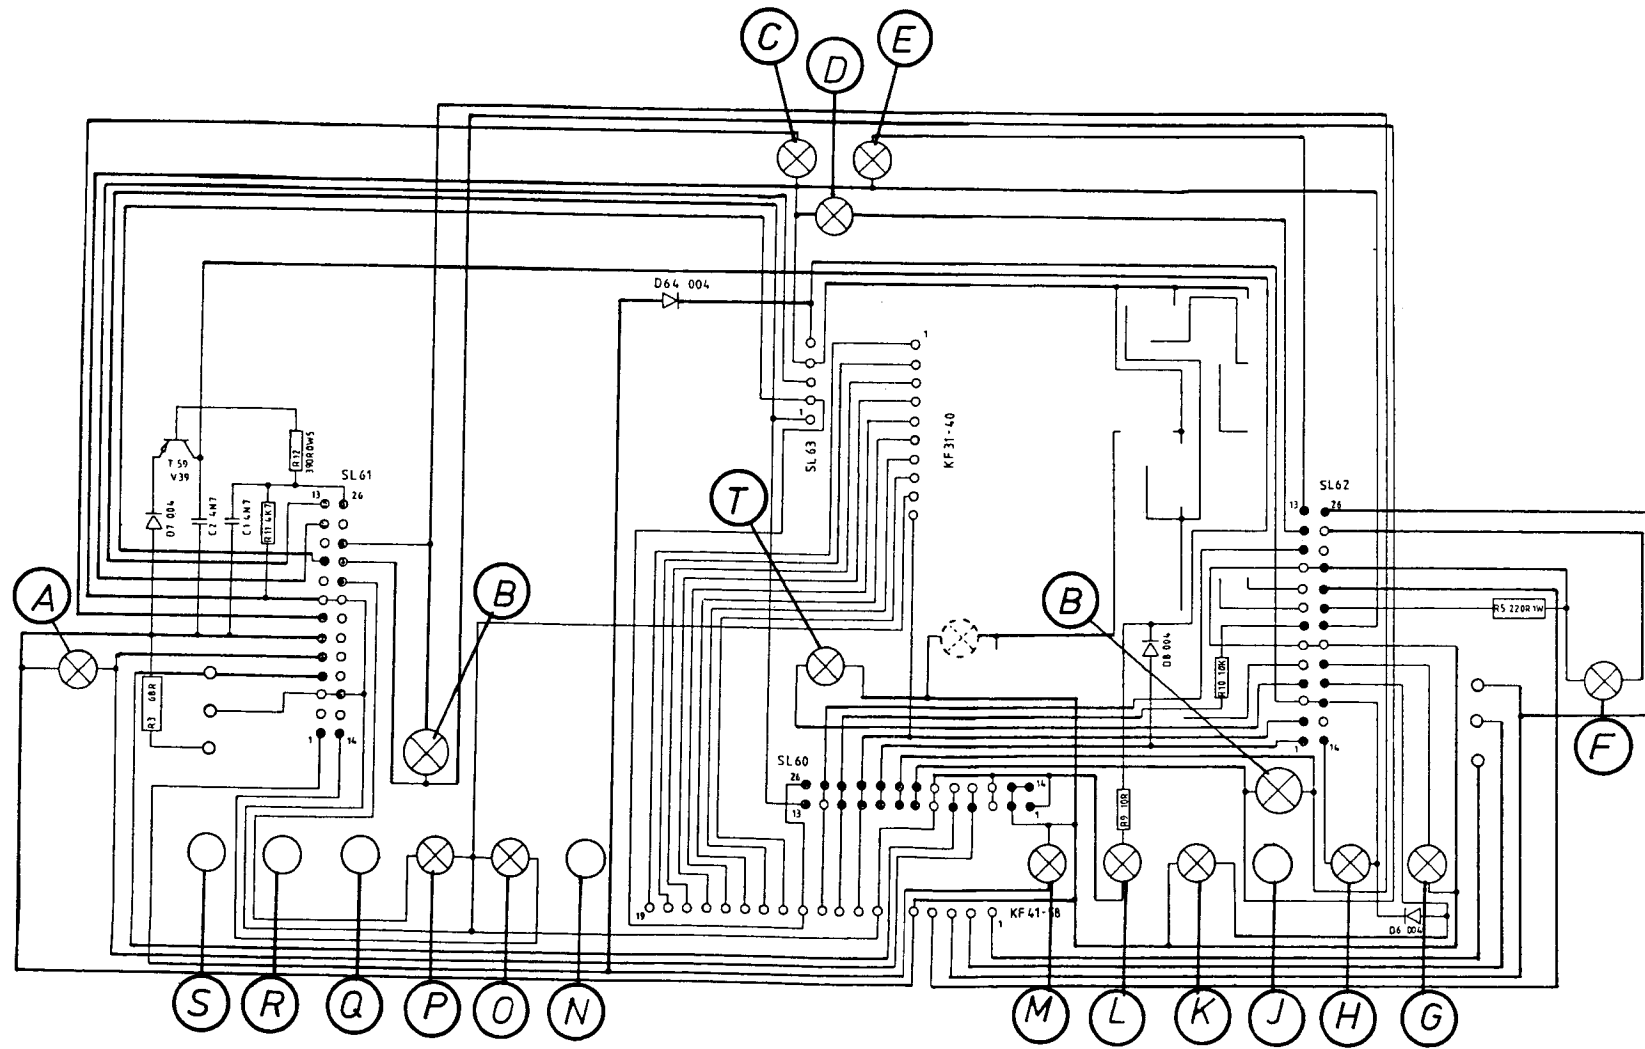 C
D
E
D64 004
1
R12
390R0W5
T 59
V39
SL61
13
26
D7 004
C2 4N7
C1 4N7
R11 4K7
1
SL63
KF31-40
T
SL62
13
26
A
B
B
R5 220R 1W
D8 004
R10 10K
R3 68R
1
14
1
14
F
SL60
26
13
14
1
R9 10R
19
KF41-58
1
D6 004
S
R
Q
P
O
N
M
L
K
J
H
G